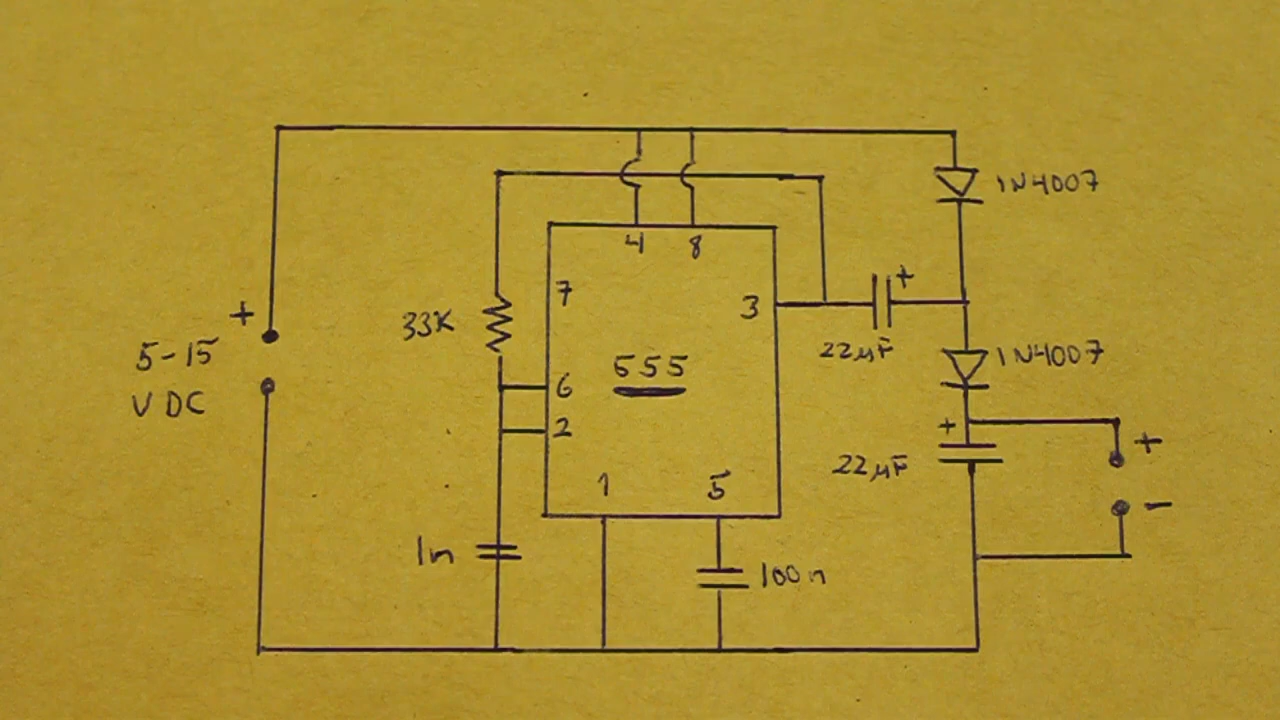 1N4007
4 8
7
+
3
+
33K
22µF
5-15
555
1N4007
6
VDC
2
+
+
22µF
1 5
-
1n
100n